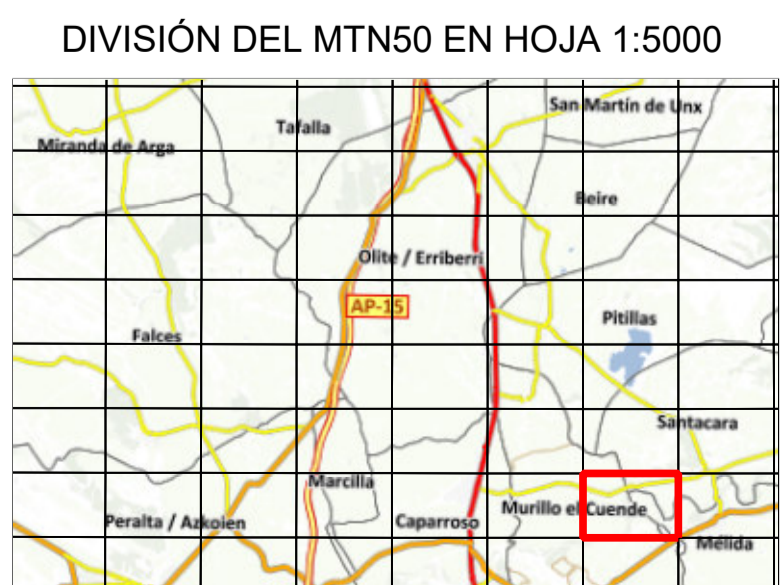 DIVISIÓN DEL MTN50 EN HOJA 1:5000
San Martín de Unx
Tafalla
Miranda de Arga
Beire
Olite / Erriberri
AP-15
Pitillas
Falces
Santacara
Marcilla
Murillo el Cuende
Peralta / Azkoien
Caparroso
Mélida